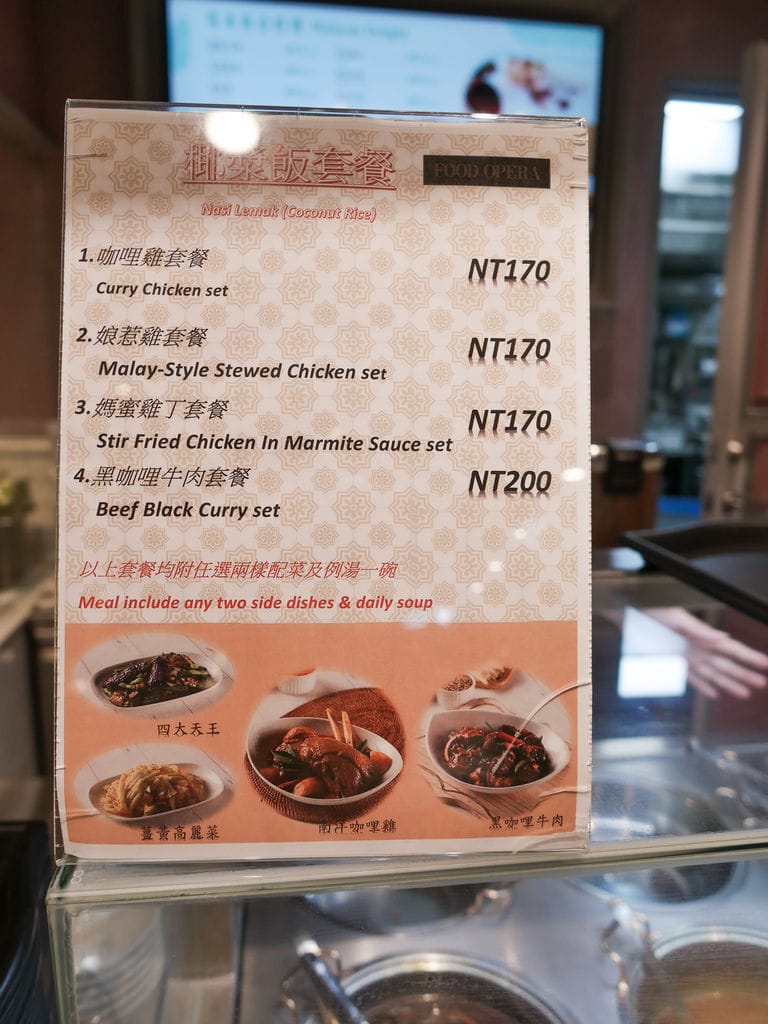 椰漿飯套餐
FOOD OPERA
Nasi Lemak (Coconut Rice)
1.咖哩雞套餐
NT170
Curry Chicken set
2.娘惹雞套餐
NT170
Malay-Style Stewed Chicken set
3.媽蜜雞丁套餐
NT170
Stir Fried Chicken In Marmite Sauce set
4.黑咖哩牛肉套餐
NT200
Beef Black Curry set
以上套餐均附任選兩樣配菜及例湯一碗
Meal include any two side dishes & daily soup
四大天王
薑黃高麗菜
南洋咖哩雞
黑咖哩牛肉